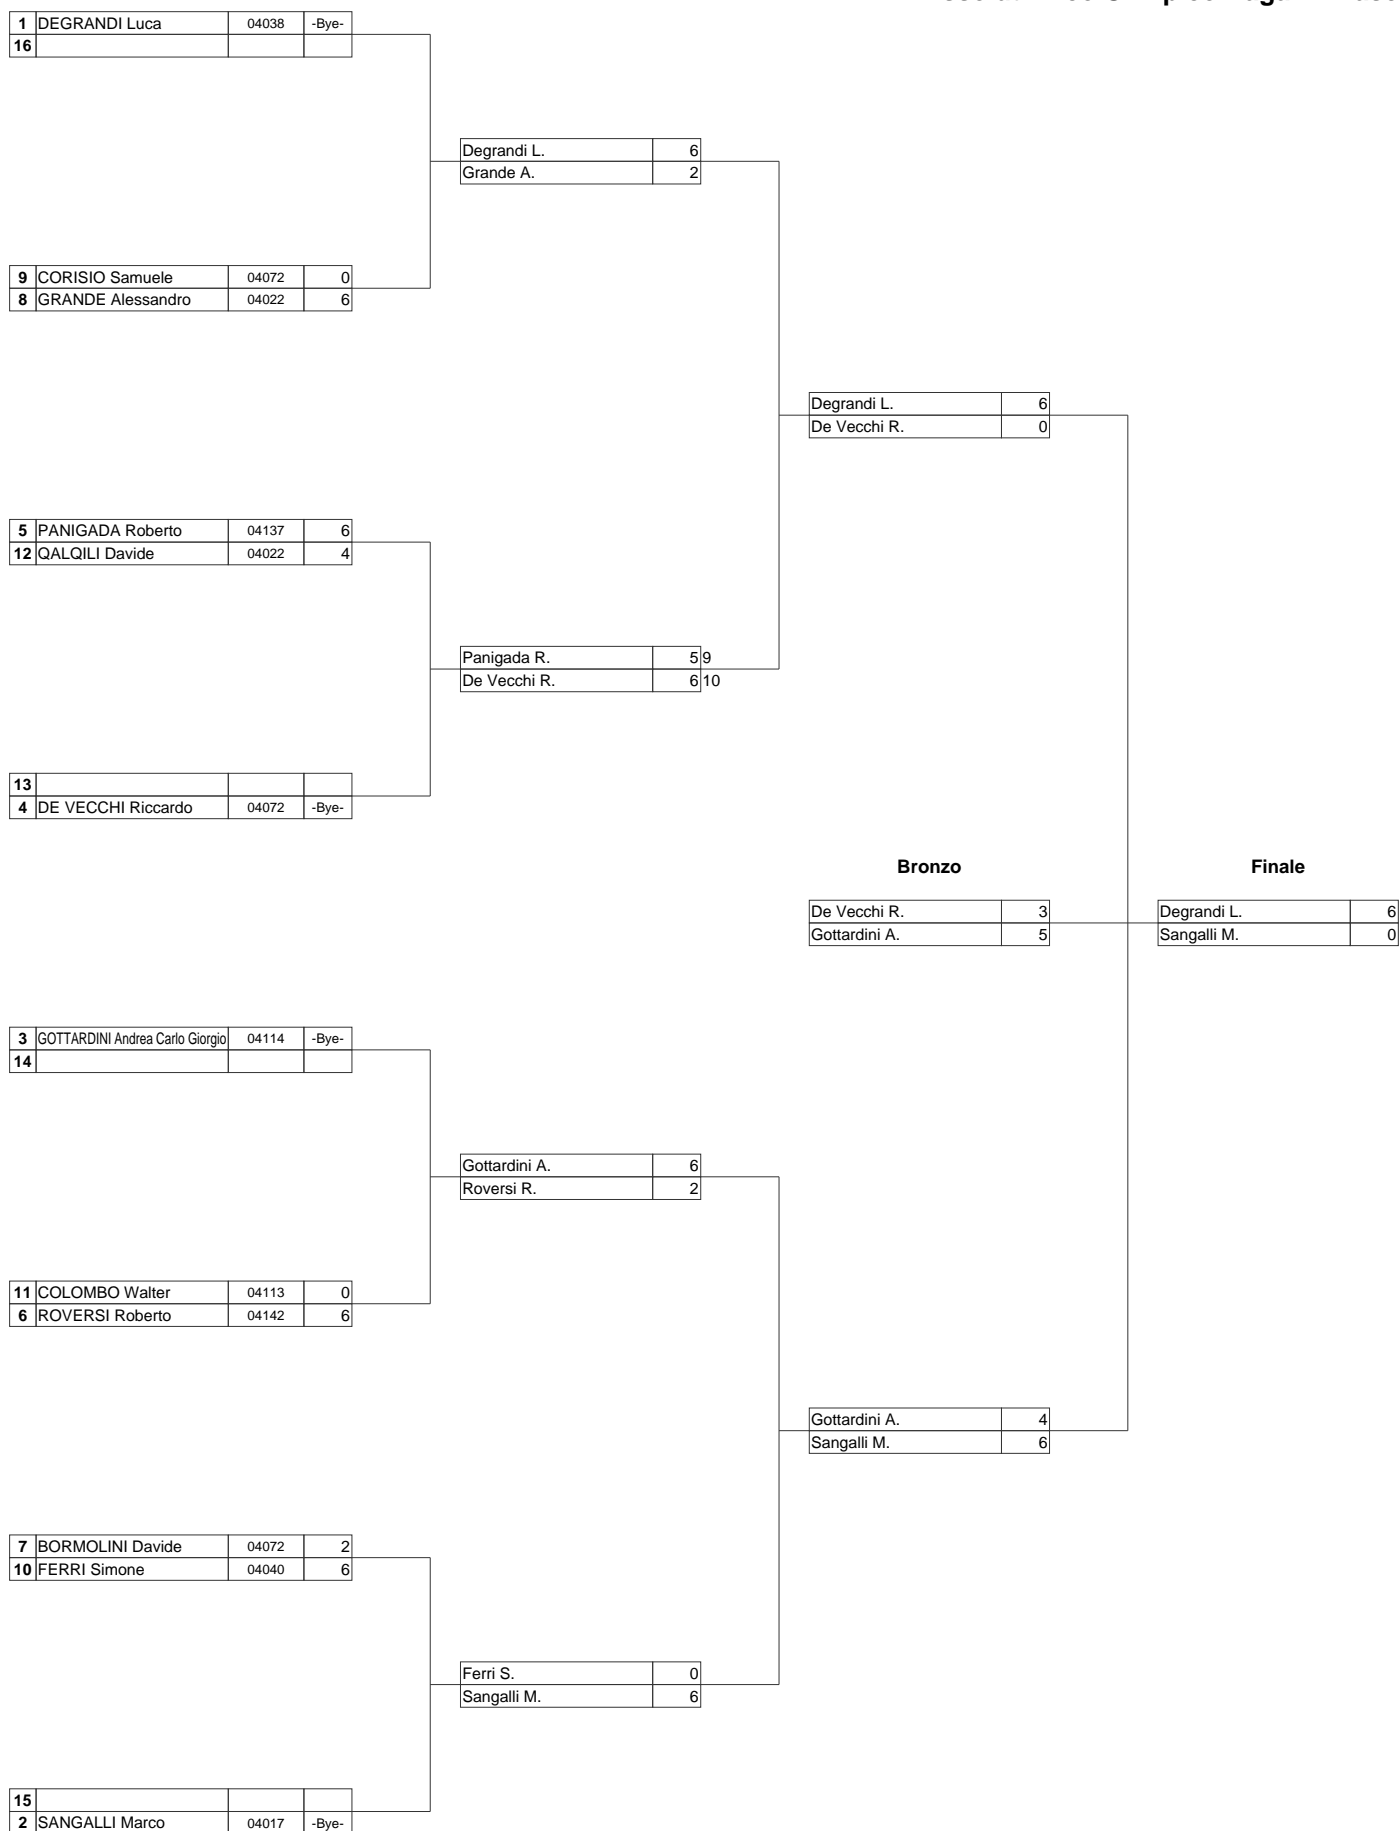 1 DEGRANDI Luca 04038 -Bye-
16
Degrandi L. 6
Grande A. 2
9 CORISIO Samuele 04072 0
8 GRANDE Alessandro 04022 6
Degrandi L. 6
De Vecchi R. 0
5 PANIGADA Roberto 04137 6
12 QALQILI Davide 04022 4
Panigada R. 5 9
De Vecchi R. 6 10
13
4 DE VECCHI Riccardo 04072 -Bye-
Bronzo Finale
De Vecchi R. 3 Degrandi L. 6
Gottardini A. 5 Sangalli M. 0
3 GOTTARDINI Andrea Carlo Giorgio 04114 -Bye-
14
Gottardini A. 6
Roversi R. 2
11 COLOMBO Walter 04113 0
6 ROVERSI Roberto 04142 6
Gottardini A. 4
Sangalli M. 6
7 BORMOLINI Davide 04072 2
10 FERRI Simone 04040 6
Ferri S. 0
Sangalli M. 6
15
2 SANGALLI Marco 04017 -Bye-